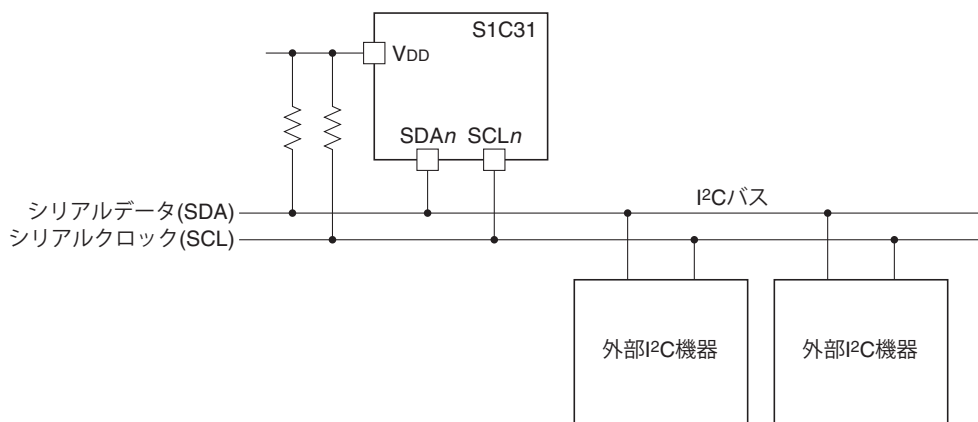 S1C31
VDD
SDAn SCLn
シリアルデータ(SDA)
I²Cバス
シリアルクロック(SCL)
外部I²C機器
外部I²C機器